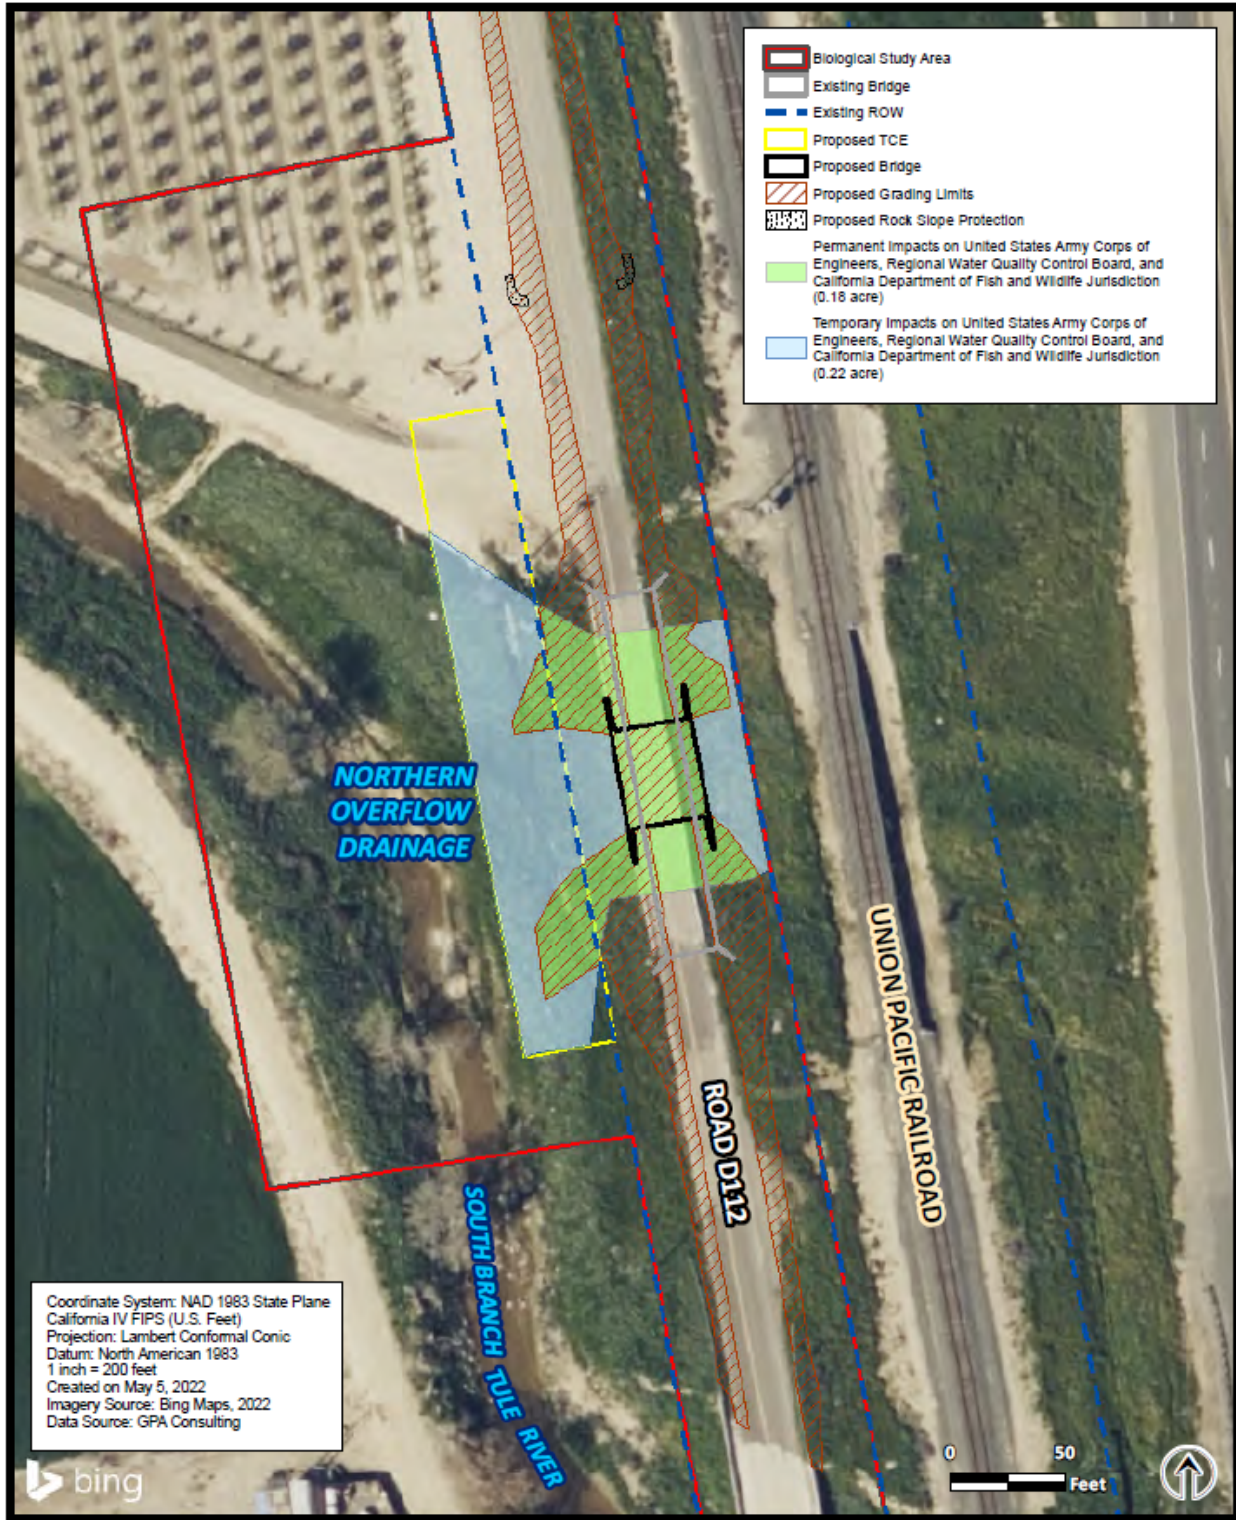 Biological Study Area
Existing Bridge
Existing ROW
Proposed TCE
Proposed Bridge
Proposed Grading Limits
Proposed Rock Slope Protection
Permanent Impacts on United States Army Corps of
Engineers, Regional Water Quality Control Board, and
California Department of Fish and Wildlife Jurisdiction
(0.18 acre)
Temporary Impacts on United States Army Corps of
Engineers, Regional Water Quality Control Board, and
California Department of Fish and Wildlife Jurisdiction
(0.22 acre)
NORTHERN
OVERFLOW
DRAINAGE
UNION PACIFIC RAILROAD
ROAD D112
SOUTH BRANCH TULE RIVER
Coordinate System: NAD 1983 State Plane
California IV FIPS (U.S. Feet)
Projection: Lambert Conformal Conic
Datum: North American 1983
1 inch = 200 feet
Created on May 5, 2022
Imagery Source: Bing Maps, 2022
Data Source: GPA Consulting
bing
0 50
Feet